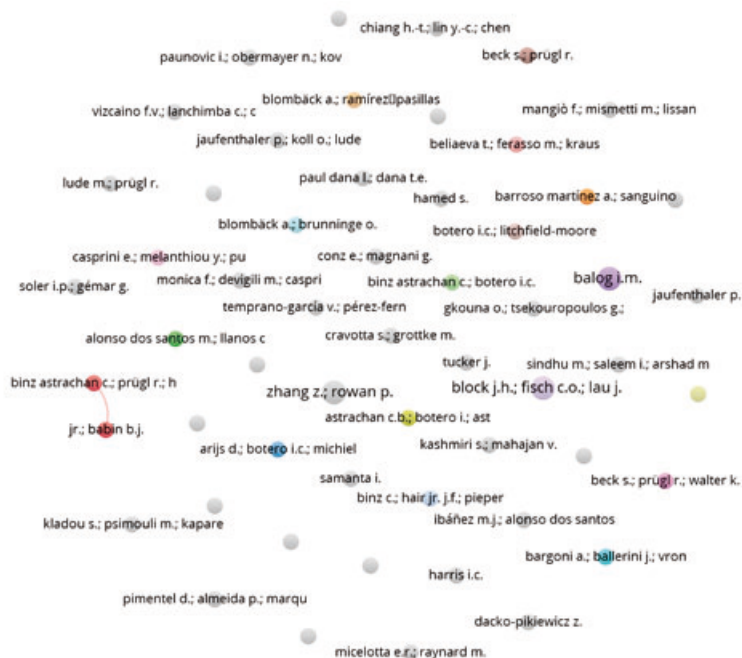 chiang h.-t.; lin y.-c.; chen
paunovic i.; obermayer n.; kov
beck s.; prügl r.
blombäck a.; ramírez▯pasillas
vizcaino f.v.; lanchimba c.; c
mangiò f.; mismetti m.; lissan
jaufenthaler p.; koll o.; lude
beliaeva t.; ferasso m.; kraus
lude m.; prügl r.
paul dana l.; dana t.e.
hamed s.
barroso martínez a.; sanguino
blombäck a.; brunninge o.
botero i.c.; litchfield-moore
casprini e.; melanthiou y.; pu
conz e.; magnani g.
soler i.p.; gémar g.
monica f.; devigili m.; caspri
binz astrachan c.; botero i.c.
balog i.m.
jaufenthaler p.
temprano-garcía v.; pérez-fern
gkouna o.; tsekouropoulos g.;
alonso dos santos m.; llanos c
cravotta s.; grottke m.
tucker j.
sindhu m.; saleem i.; arshad m
binz astrachan c.; prügl r.; h
zhang z.; rowan p.
block j.h.; fisch c.o.; lau j.
jr.; babin b.j.
astrachan c.b.; botero i.; ast
arijs d.; botero i.c.; michiel
kashmiri s.; mahajan v.
samanta i.
beck s.; prügl r.; walter k.
binz c.; hair jr. j.f.; pieper
kladou s.; psimouli m.; kapare
ibáñez m.j.; alonso dos santos
bargoni a.; ballerini j.; vron
harris i.c.
pimentel d.; almeida p.; marqu
dacko-pikiewicz z.
micelotta e.r.; raynard m.